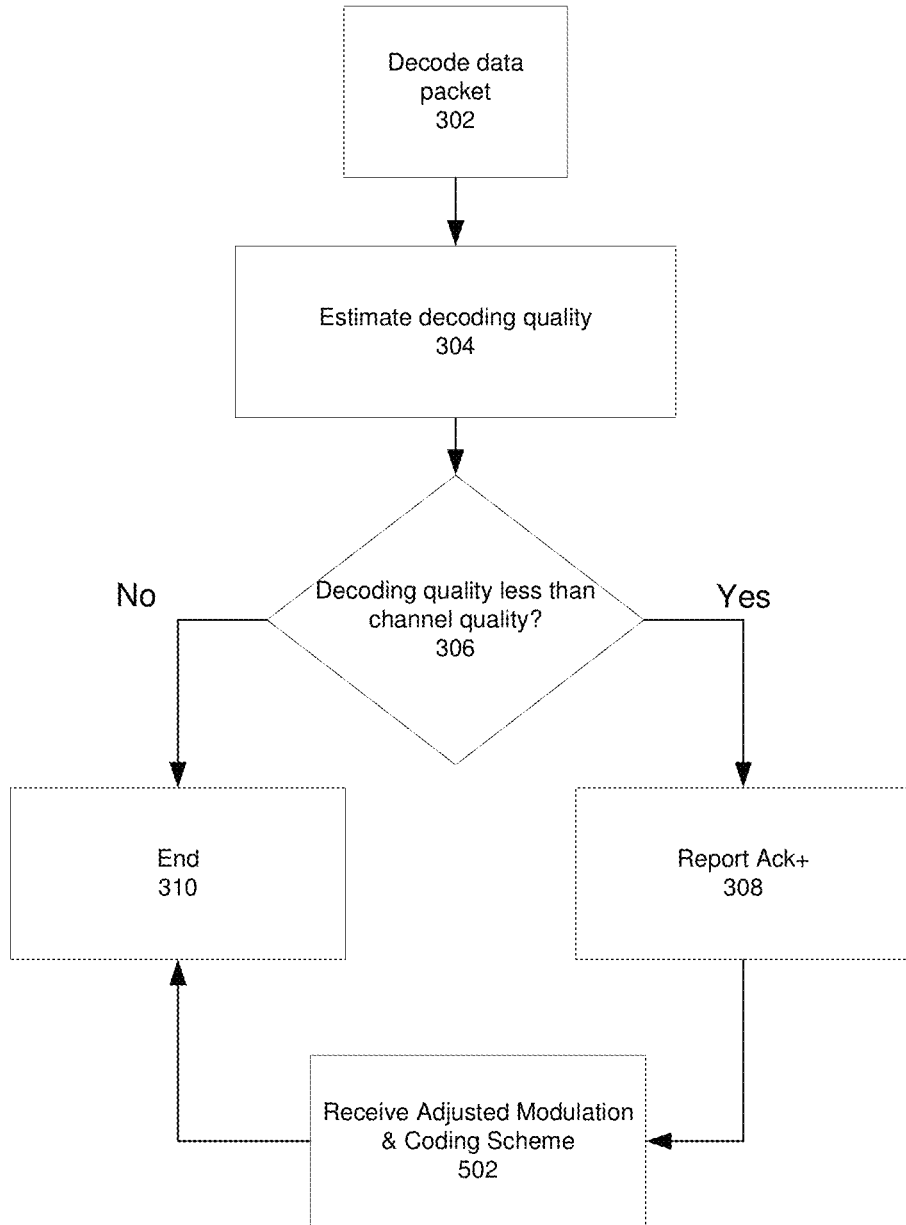 Decode data
packet
302
Estimate decoding quality
304
Decoding quality less than
channel quality?
306
No
Yes
End
310
Report Ack+
308
Receive Adjusted Modulation
& Coding Scheme
502